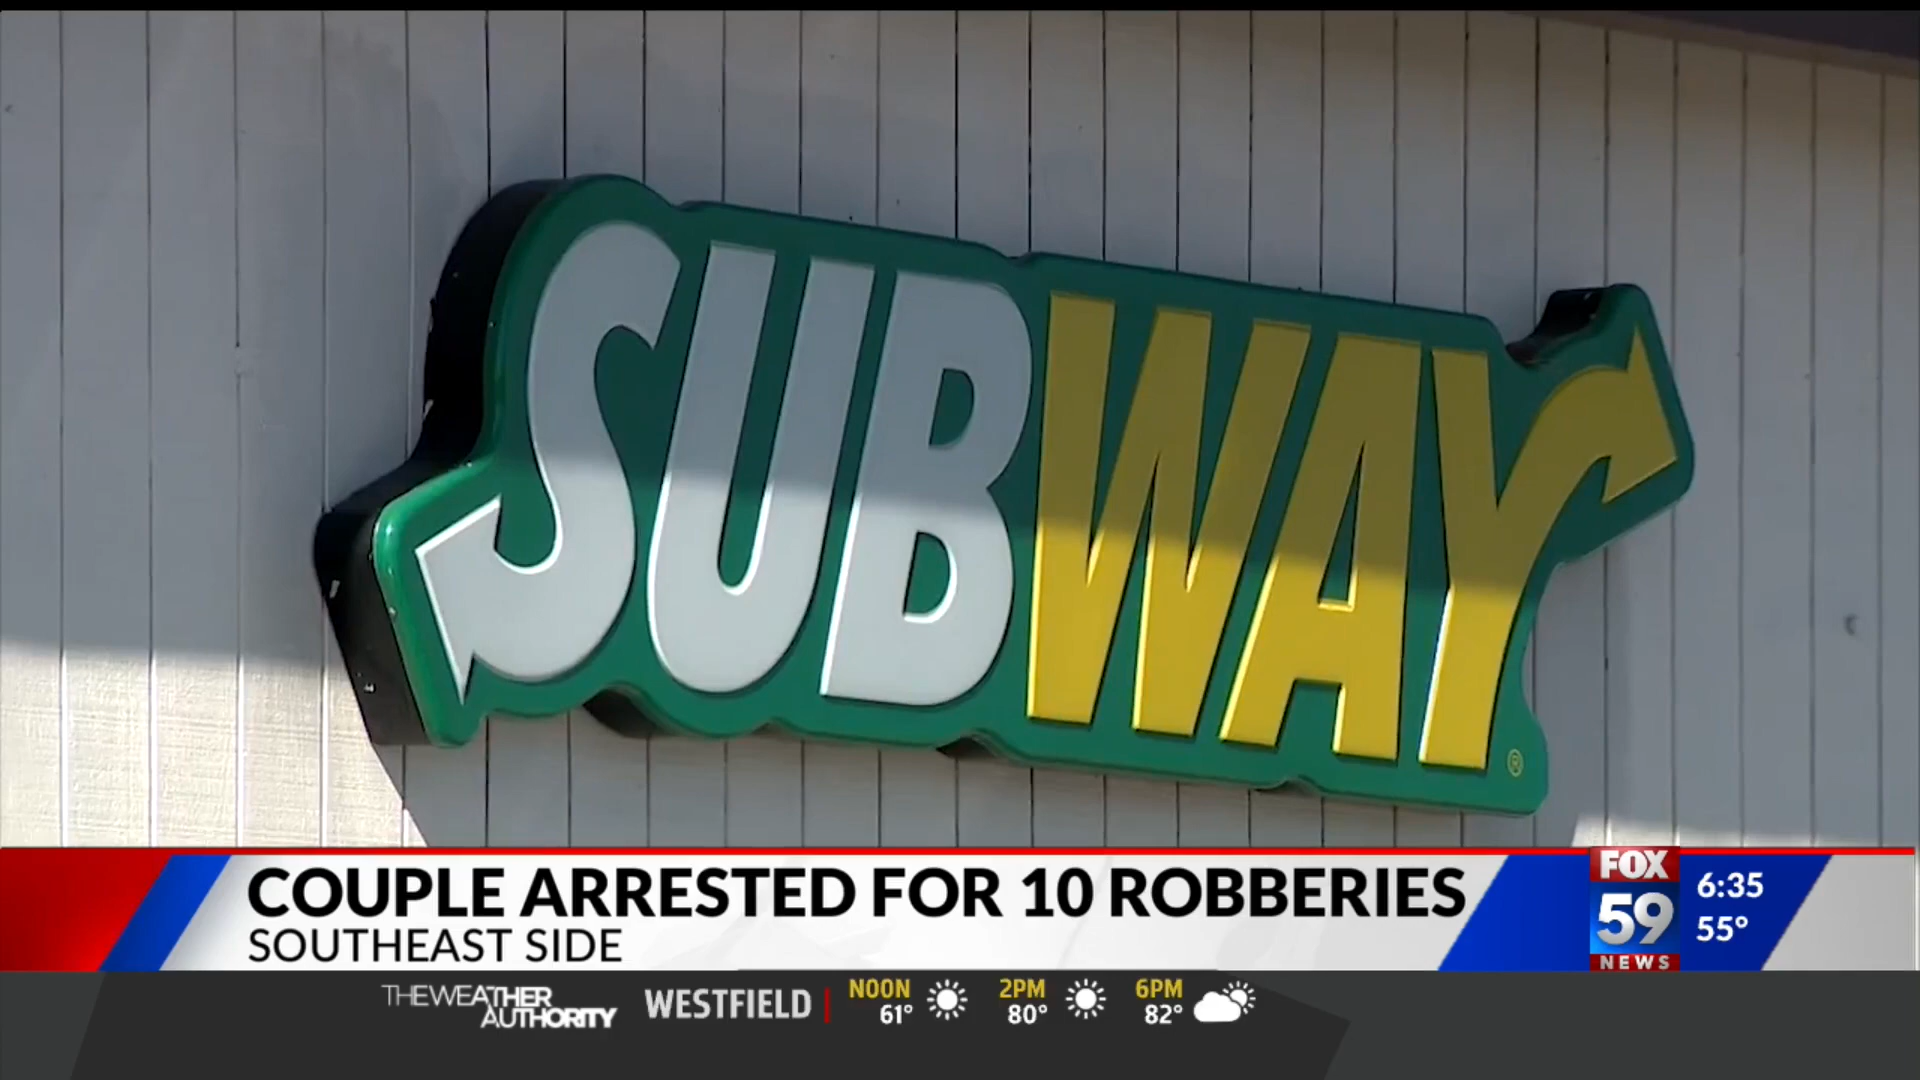 SUBWAY®
COUPLE ARRESTED FOR 10 ROBBERIES
SOUTHEAST SIDE
FOX
59
NEWS
6:35
55°
THE WEATHER
AUTHORITY
WESTFIELD
NOON
61°
2PM
80°
6PM
82°